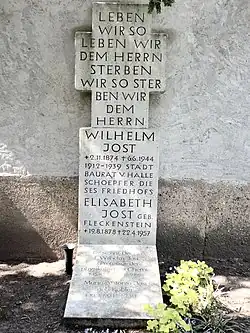 LEBEN
WIR SO
LEBEN WIR
DEM HERRN
STERBEN
WIR SO STER
BEN WIR
DEM
HERRN
WILHELM
JOST
+2.11.1874 +6.6.1944
1912-1939 STADT
BAURAT V. HALLE
SCHOEPFER DIE
SES FRIEDHOFS
ELISABETH
JOST GEB.
FLECKENSTEIN
+19.8.1878 +22.4.1957